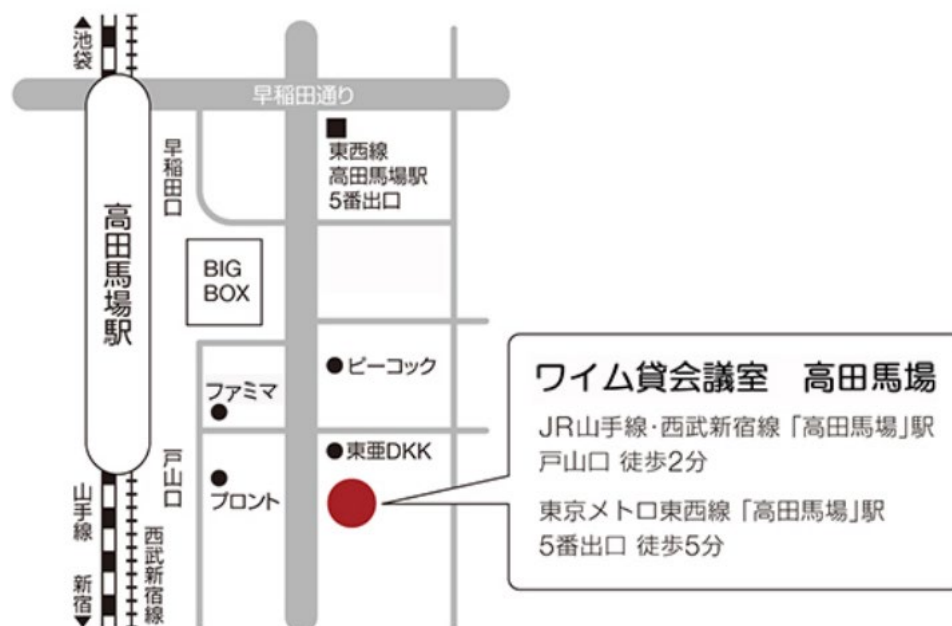 ▲池袋
早稲田通り
早稲田口
東西線
高田馬場駅
5番出口
高田馬場駅
BIG
BOX
ピーコック
ファミマ
東亜DKK
戸山口
プロント
山手線
新宿▼
西武新宿線
ワイム貸会議室 高田馬場
JR山手線・西武新宿線「高田馬場」駅
戸山口 徒歩2分
東京メトロ東西線「高田馬場」駅
5番出口 徒歩5分